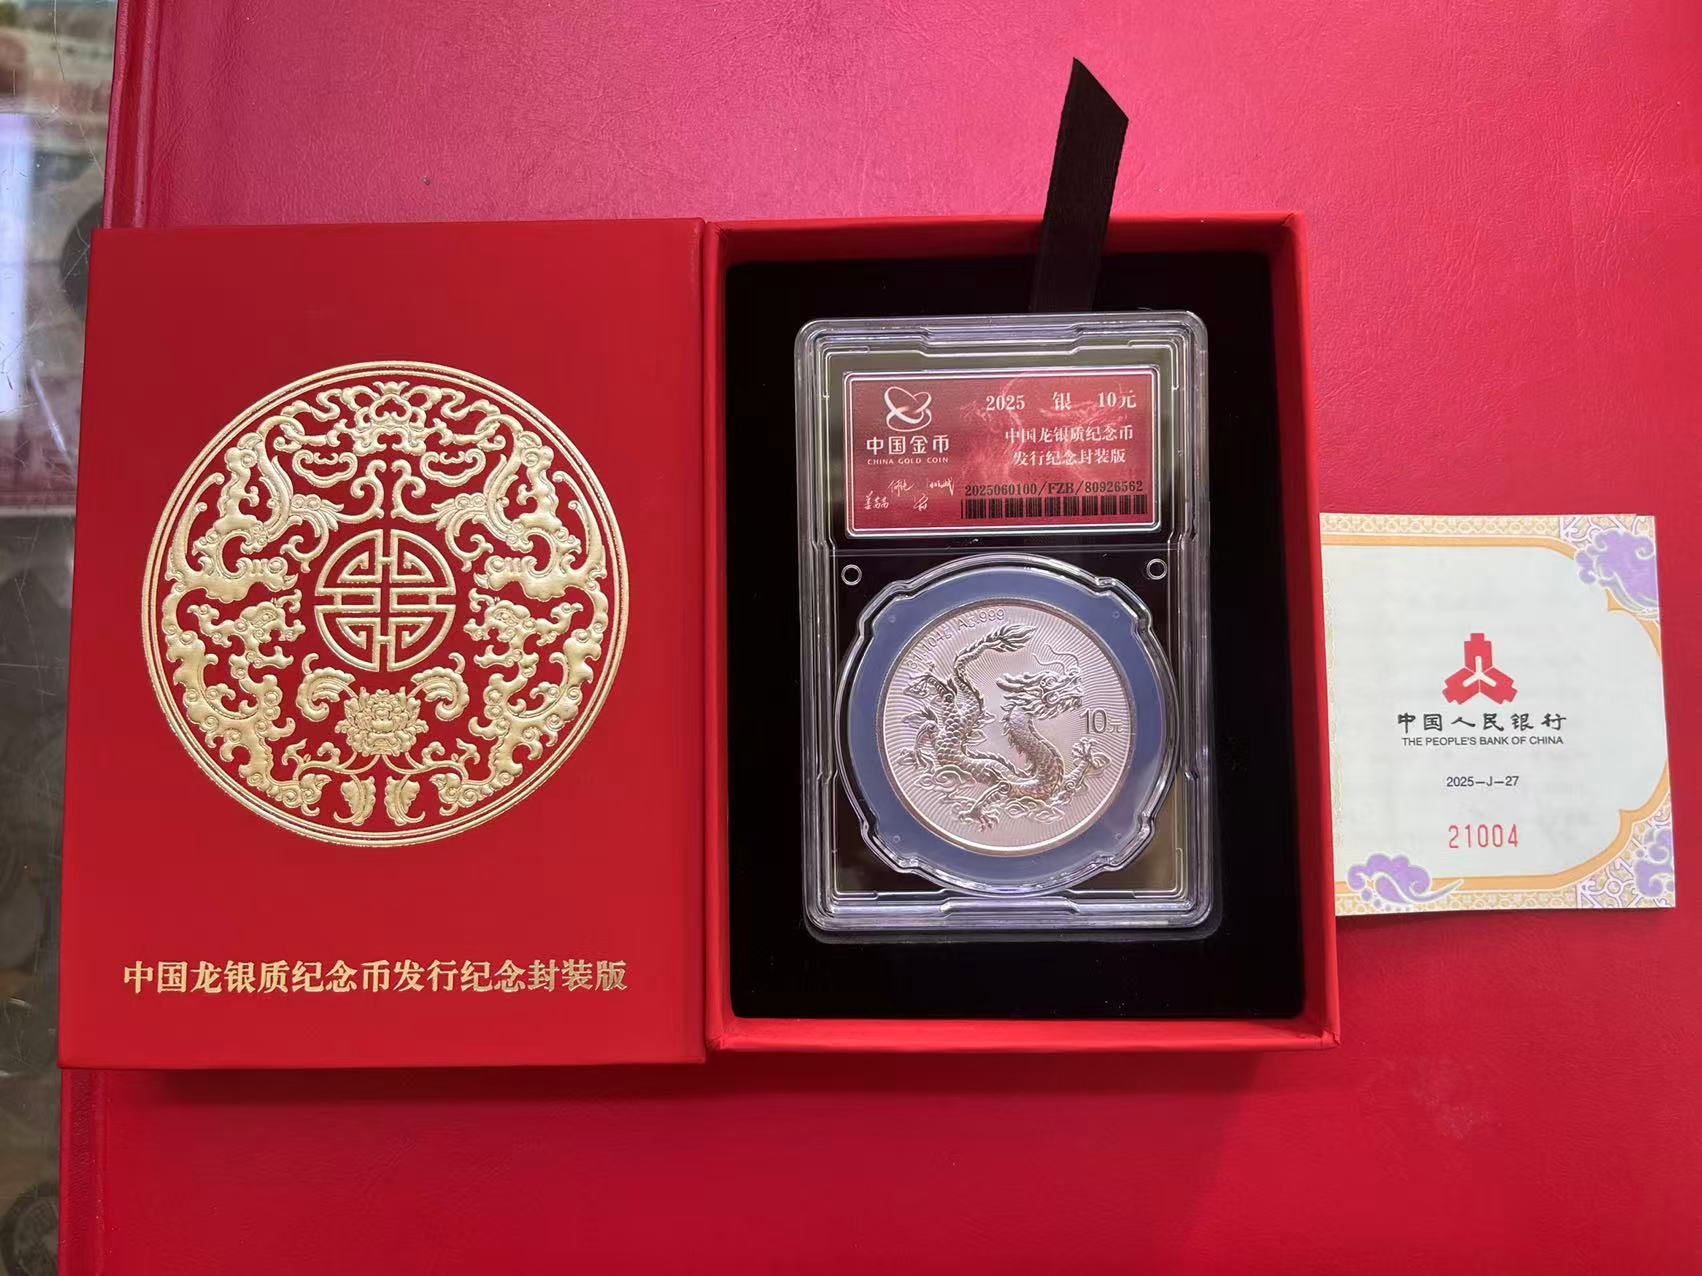 中国龙银质纪念币发行纪念封装版
中国金币
CHINA GOLD COIN
2025 银 10元
中国龙银质纪念币
发行纪念封装版
2025060100/FZB/80926562
Ag999
10元
中国人民银行
THE PEOPLE'S BANK OF CHINA
2025-J-27
21004